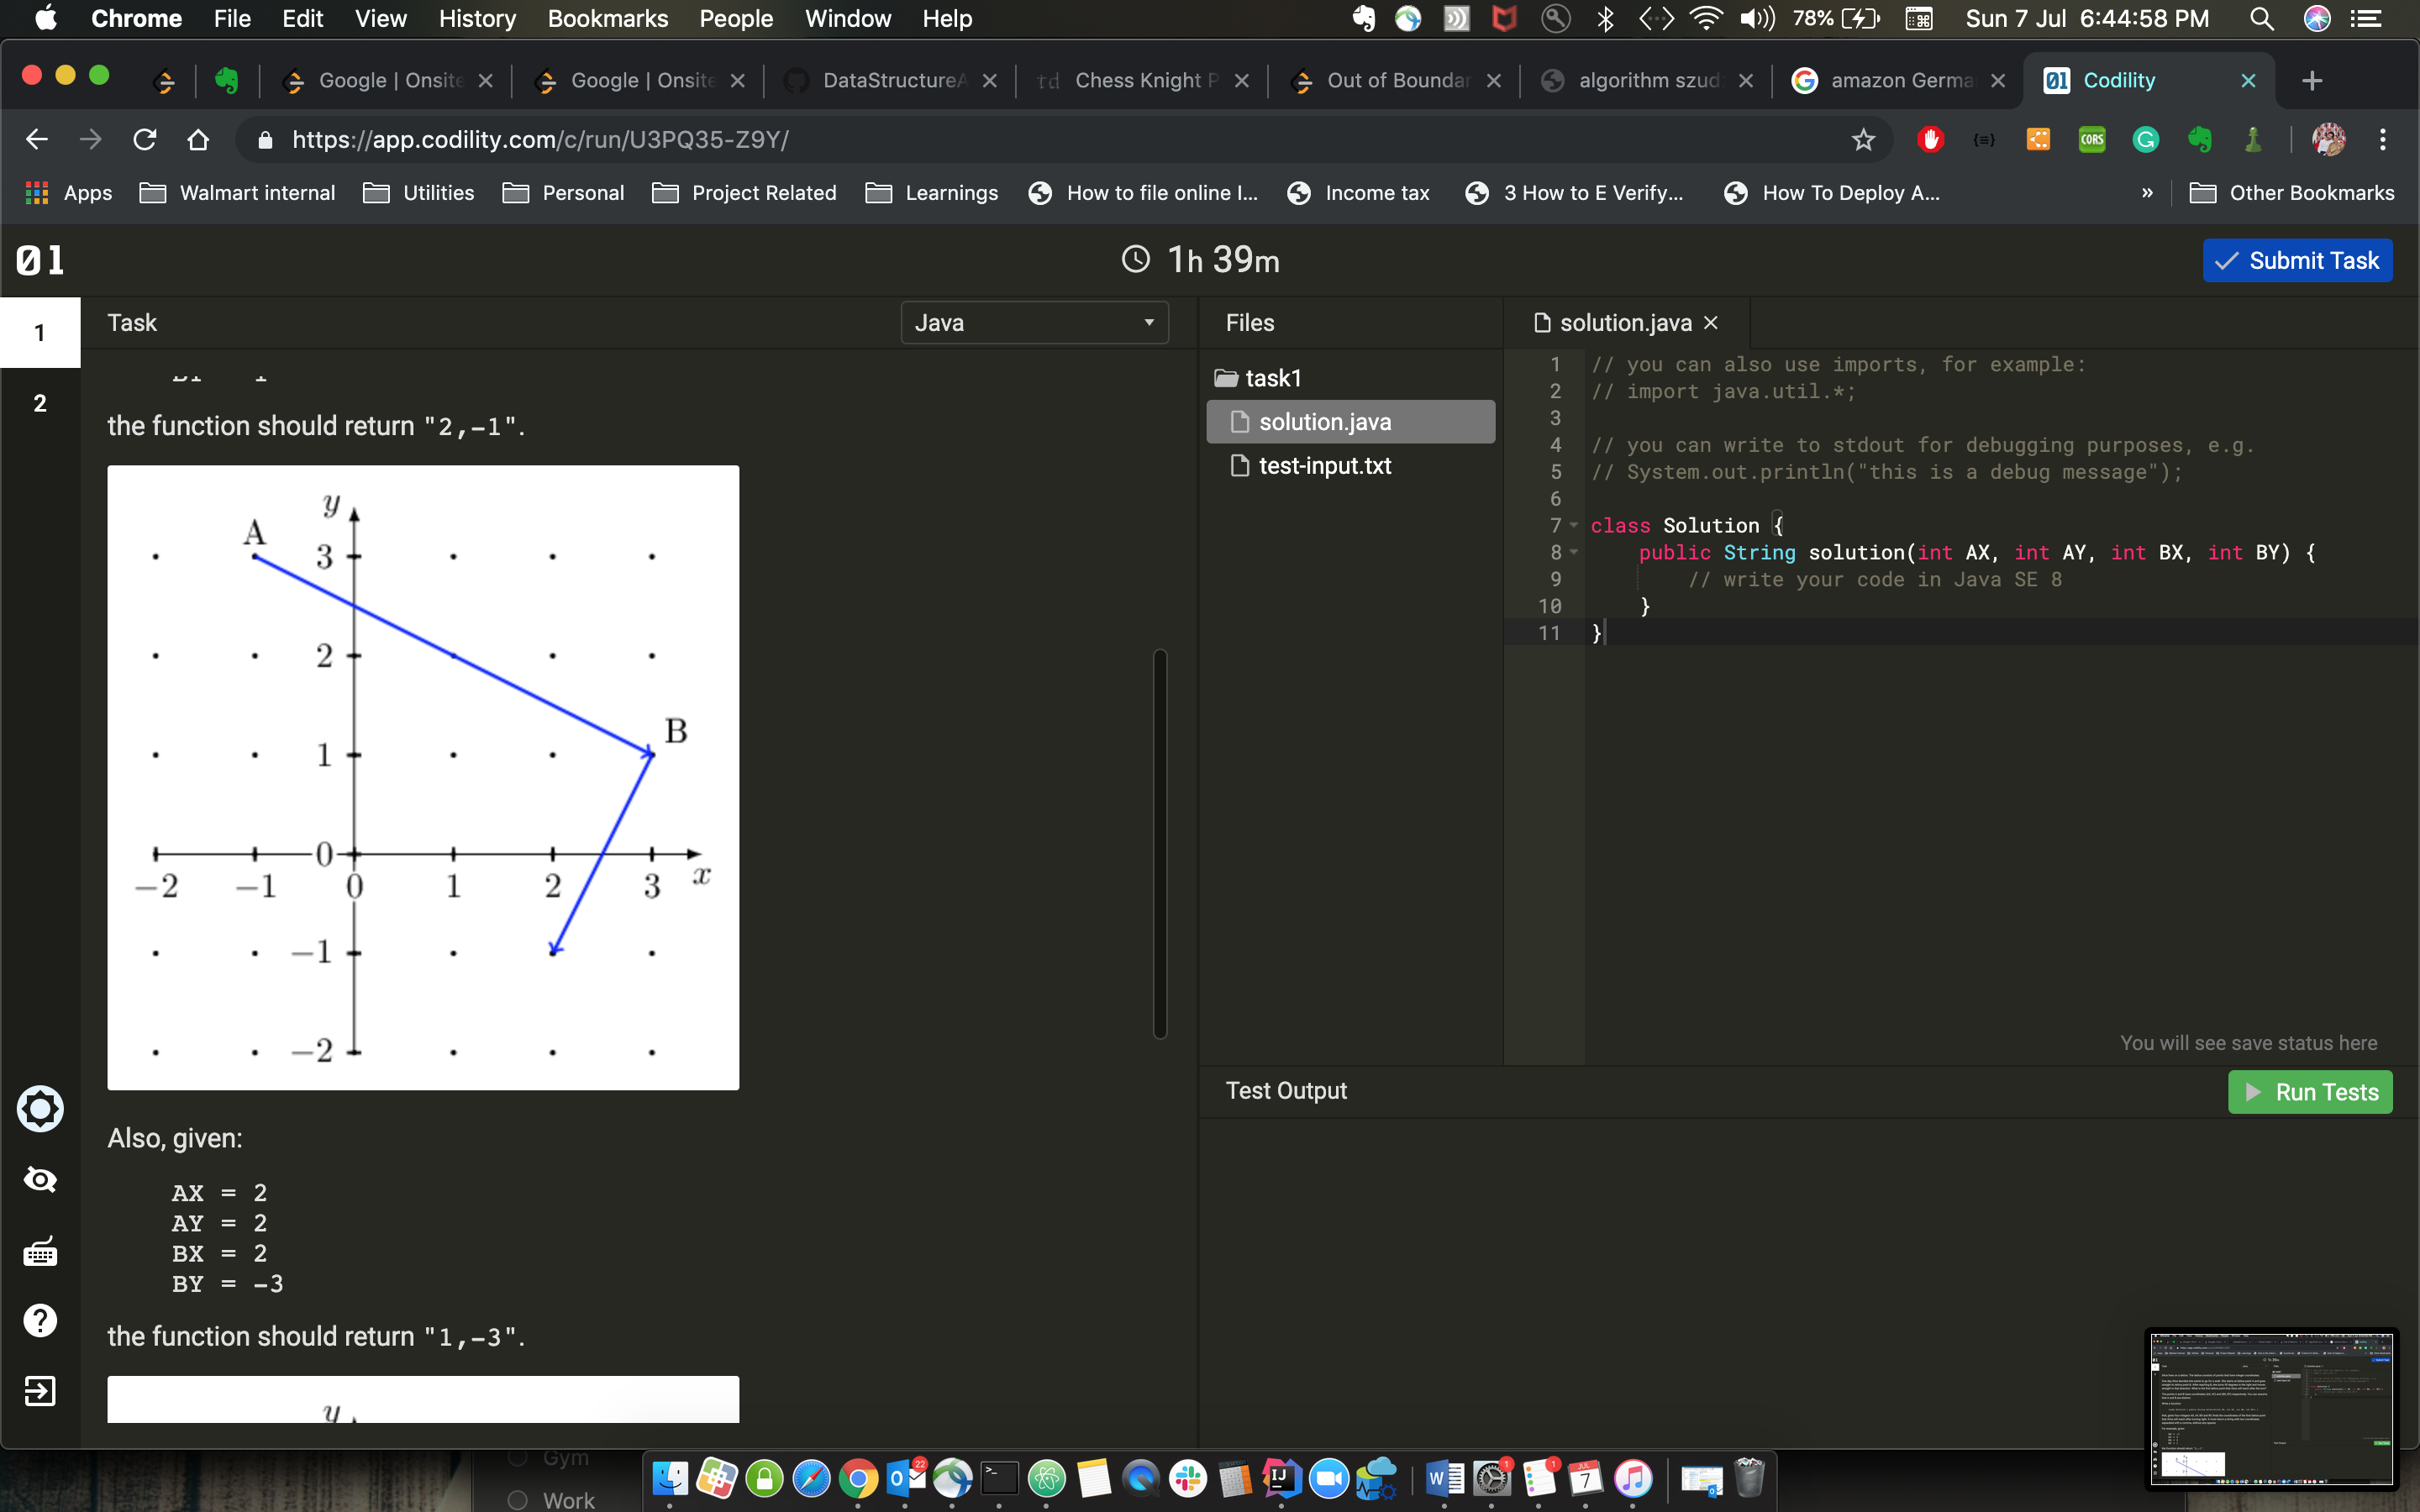 Chrome File Edit View History Bookmarks People Window Help 78% Sun 7 Jul 6:44:58 PM
Google | Onsite Google | Onsite DataStructureA td Chess Knight P Out of Boundar algorithm szud amazon Germa 01 Codility
https://app.codility.com/c/run/U3PQ35-Z9Y/ CORS
Apps Walmart internal Utilities Personal Project Related Learnings How to file online I... Income tax 3 How to E Verify... How To Deploy A... » Other Bookmarks
01 1h 39m Submit Task
1
2
Task Java
the function should return "2,-1".
y
A
3
2
B
1
0
-2 -1 0 1 2 3 x
-1
-2
Also, given:
AX = 2
AY = 2
BX = 2
BY = -3
the function should return "1,-3".
y
Files
task1
solution.java
test-input.txt
solution.java
1 // you can also use imports, for example:
2 // import java.util.*;
3
4 // you can write to stdout for debugging purposes, e.g.
5 // System.out.println("this is a debug message");
6
7 class Solution {
8 public String solution(int AX, int AY, int BX, int BY) {
9 // write your code in Java SE 8
10 }
11 }
You will see save status here
Test Output Run Tests
Gym
Work
22
IJ
W
1
1
JUL
7